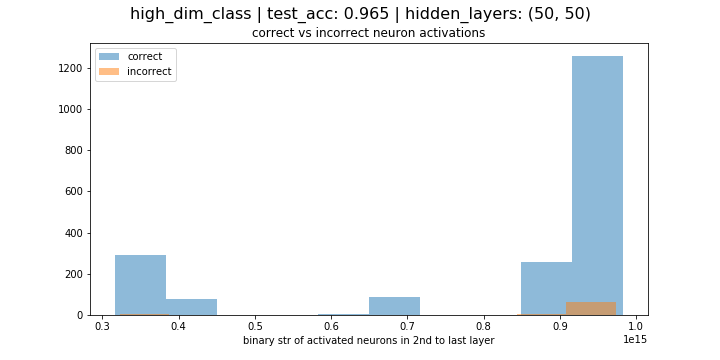 high_dim_class | test_acc: 0.965 | hidden_layers: (50, 50)
correct vs incorrect neuron activations
correct
incorrect
1200
1000
800
600
400
200
0
0.3 0.4 0.5 0.6 0.7 0.8 0.9 1.0
1e15
binary str of activated neurons in 2nd to last layer